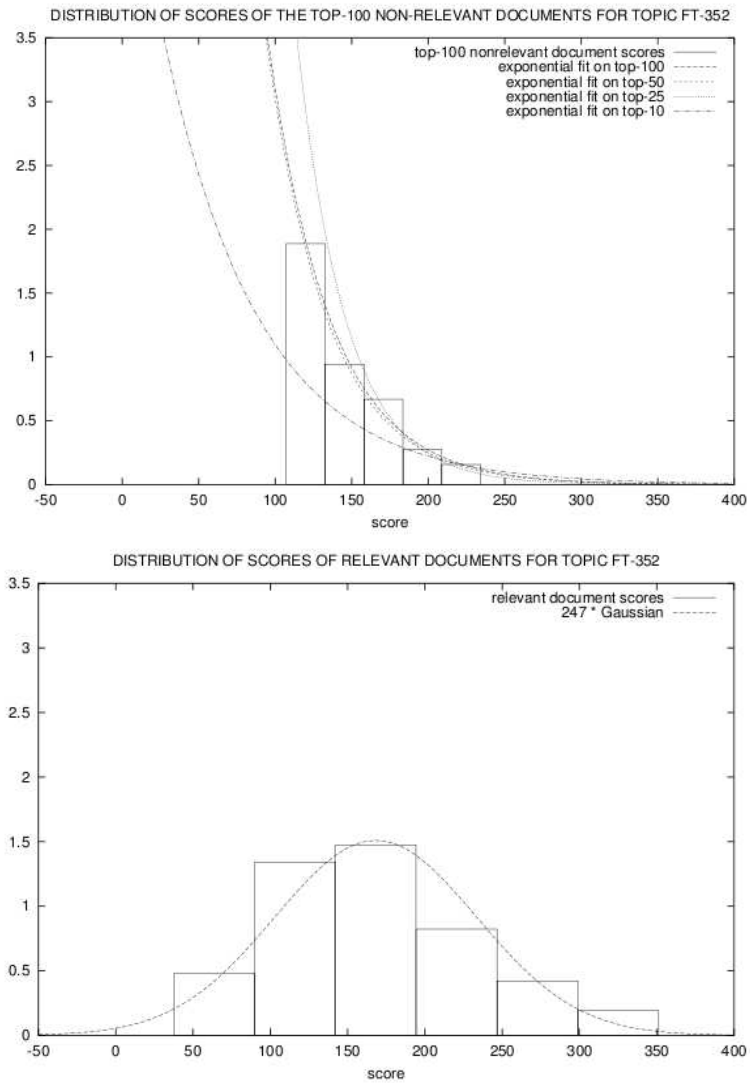 DISTRIBUTION OF SCORES OF THE TOP-100 NON-RELEVANT DOCUMENTS FOR TOPIC FT-352
3.5
3
2.5
2
1.5
1
0.5
0
top-100 nonrelevant document scores
exponential fit on top-100
exponential fit on top-50
exponential fit on top-25
exponential fit on top-10
-50 0 50 100 150 200 250 300 350 400
score
DISTRIBUTION OF SCORES OF RELEVANT DOCUMENTS FOR TOPIC FT-352
3.5
3
2.5
2
1.5
1
0.5
0
relevant document scores
247 * Gaussian
-50 0 50 100 150 200 250 300 350 400
score